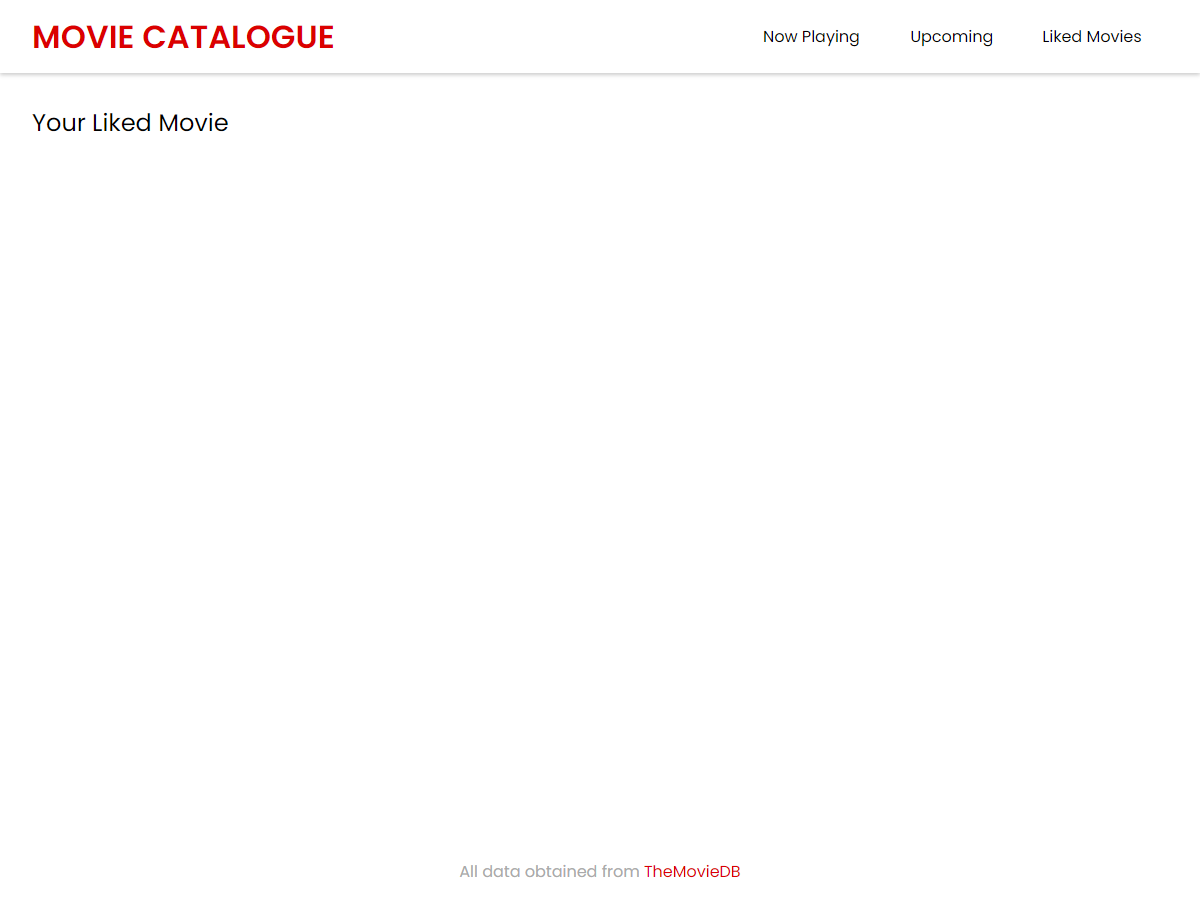 MOVIE CATALOGUE
Now Playing
Upcoming
Liked Movies
Your Liked Movie
All data obtained from TheMovieDB